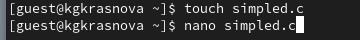 [guest@kgkrasnova ~]$ touch simpled.c
[guest@kgkrasnova ~]$ nano simpled.c